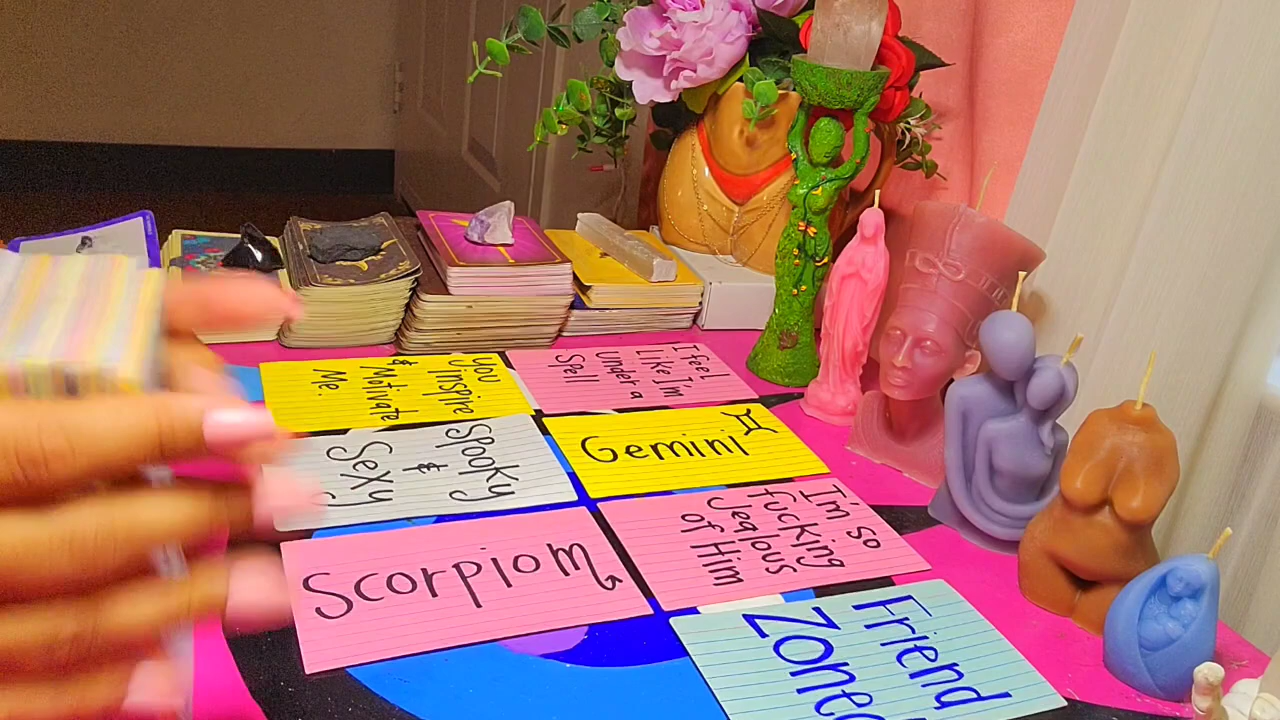 You
inspire
& Motivate
Me.
I feel
Like I'm
under a
Spell
Spooky
&
Sexy
Gemini ♊
Scorpio ♏
I'm so
fucking
Jealous
of Him
Friend
Zoned